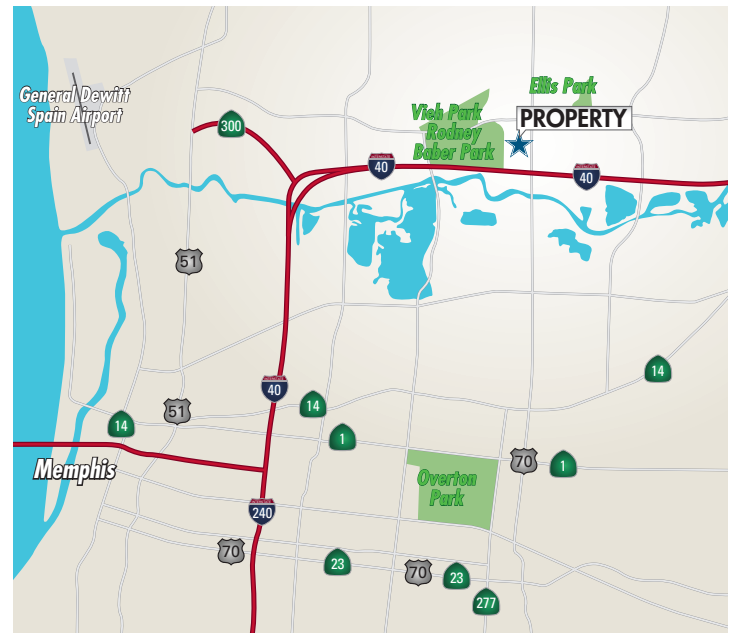 Ellis Park
General Dewitt
Spain Airport
Vieh Park
Rodney
Baber Park
PROPERTY
300
40
40
51
14
40
14
51
14
1
Memphis
Overton
Park
70
1
240
70
23
70
23
277